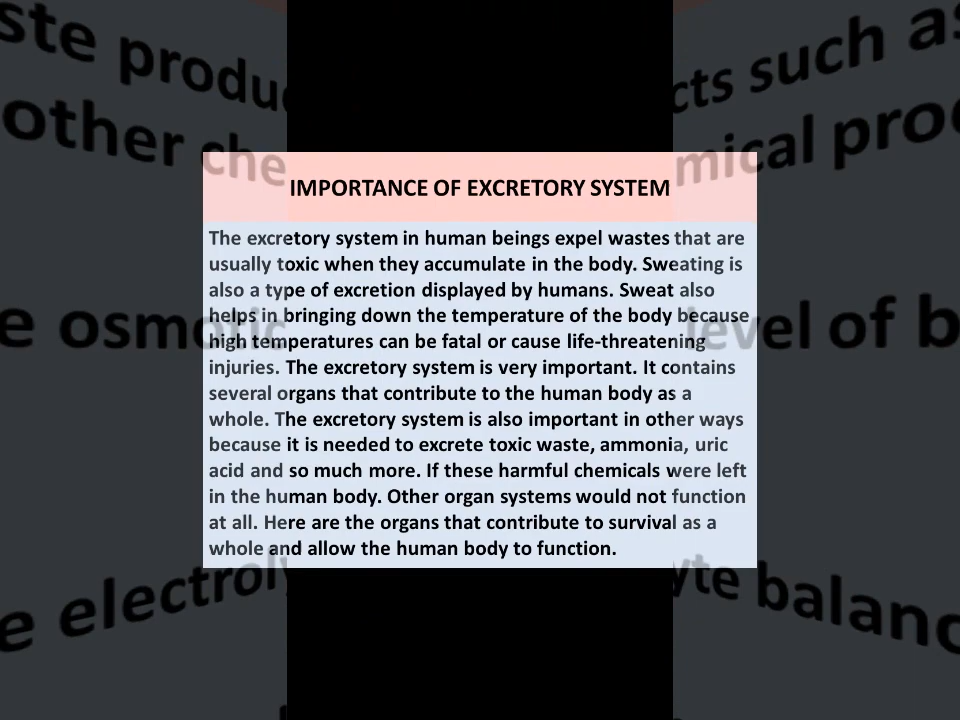 ste produ
cts such as
other che
mical proc
IMPORTANCE OF EXCRETORY SYSTEM
The excretory system in human beings expel wastes that are
usually toxic when they accumulate in the body. Sweating is
also a type of excretion displayed by humans. Sweat also
helps in bringing down the temperature of the body because
high temperatures can be fatal or cause life-threatening
injuries. The excretory system is very important. It contains
several organs that contribute to the human body as a
whole. The excretory system is also important in other ways
because it is needed to excrete toxic waste, ammonia, uric
acid and so much more. If these harmful chemicals were left
in the human body. Other organ systems would not function
at all. Here are the organs that contribute to survival as a
whole and allow the human body to function.
e osmotic
level of b
e electroly
yte balanc